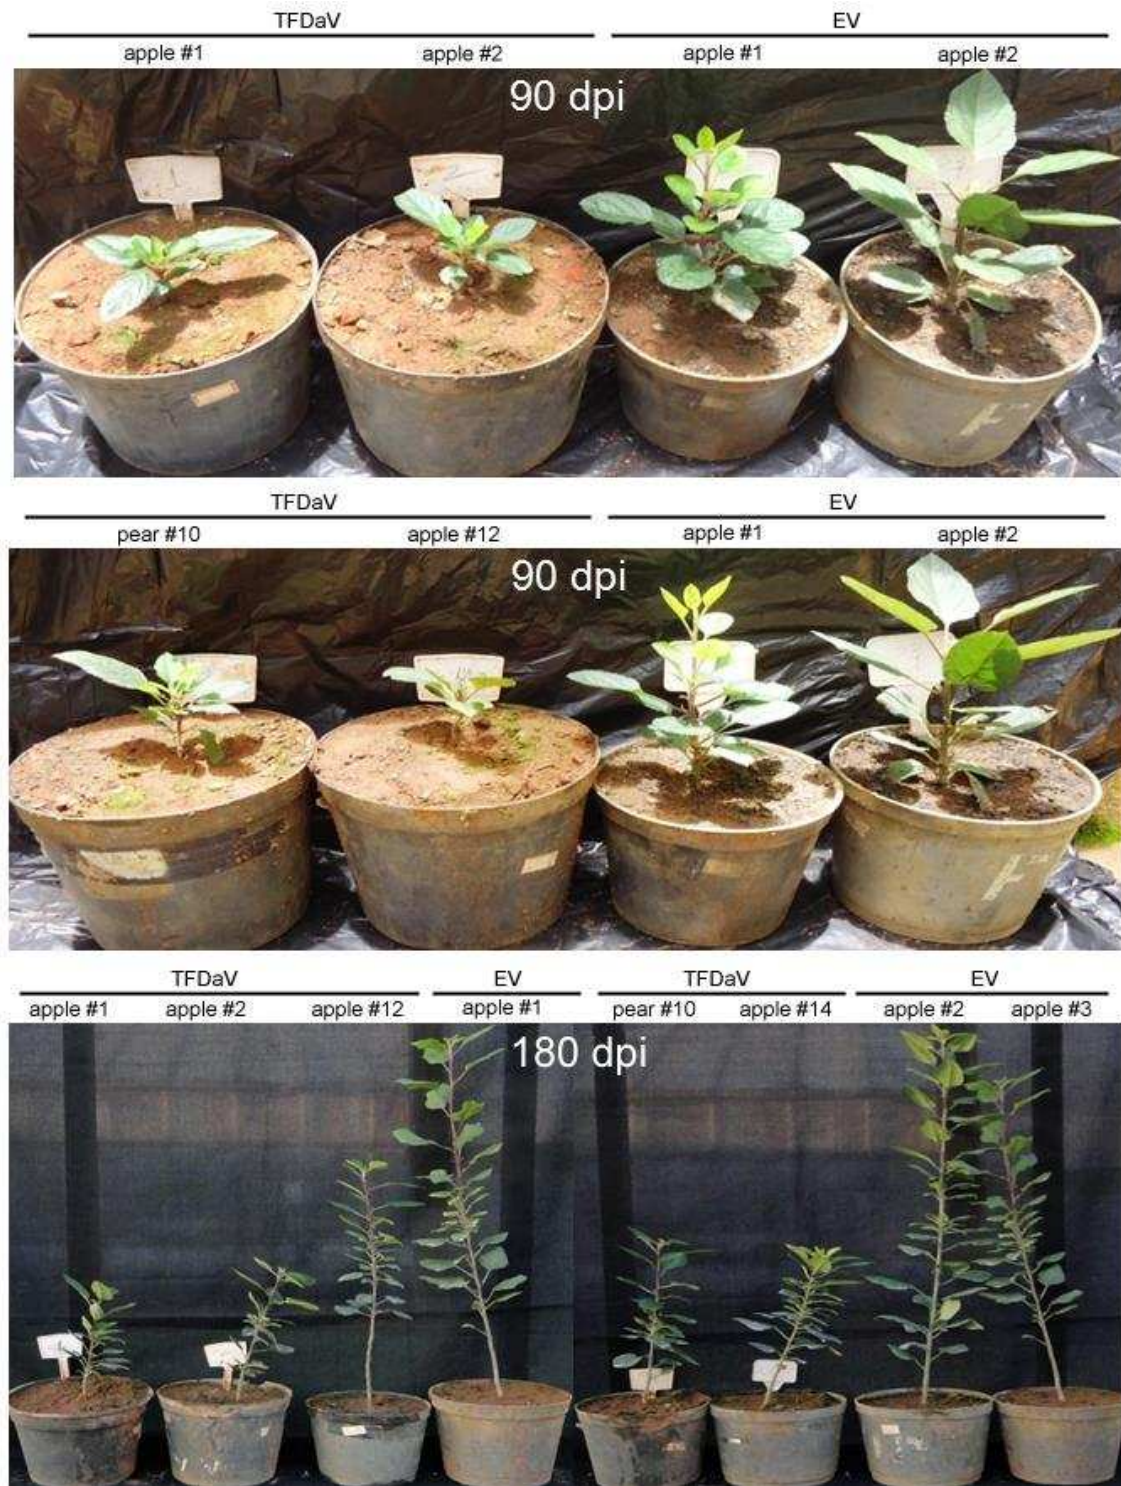 TFDaV EV
apple #1 apple #2 apple #1 apple #2
90 dpi
TFDaV EV
pear #10 apple #12 apple #1 apple #2
90 dpi
TFDaV EV TFDaV EV
apple #1 apple #2 apple #12 apple #1 pear #10 apple #14 apple #2 apple #3
180 dpi